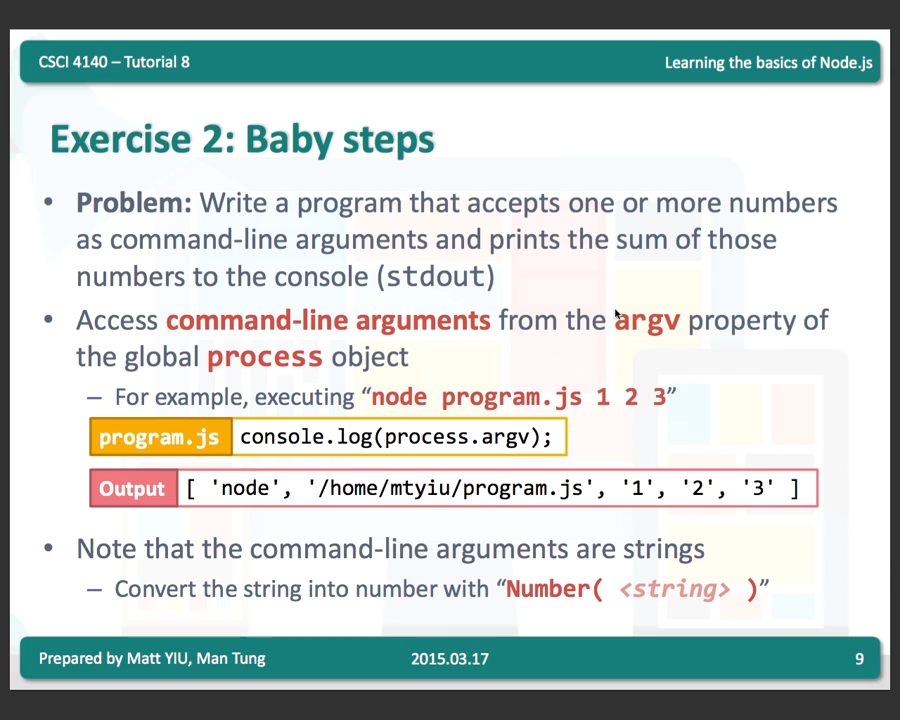 CSCI 4140 – Tutorial 8
Learning the basics of Node.js
Exercise 2: Baby steps
• Problem: Write a program that accepts one or more numbers
as command-line arguments and prints the sum of those
numbers to the console (stdout)
• Access command-line arguments from the argv property of
the global process object
– For example, executing “node program.js 1 2 3”
program.js console.log(process.argv);
Output [ 'node', '/home/mtyiu/program.js', '1', '2', '3' ]
• Note that the command-line arguments are strings
– Convert the string into number with “Number( <string> )”
Prepared by Matt YIU, Man Tung
2015.03.17
9